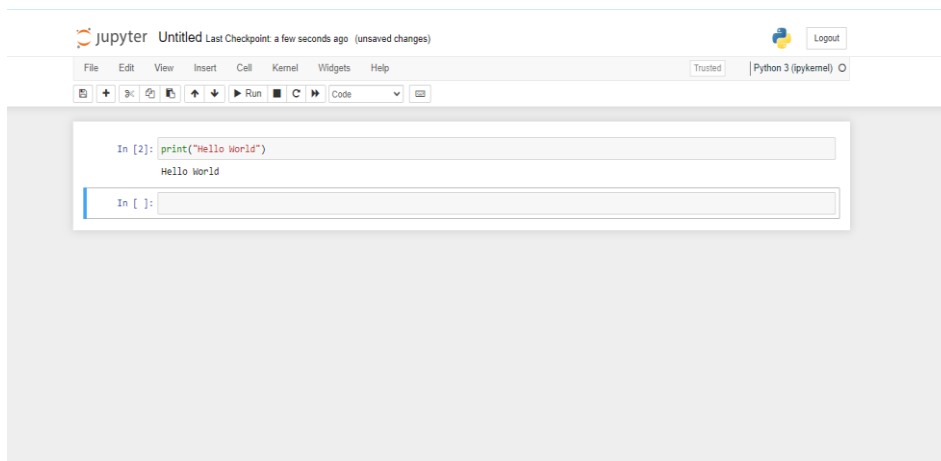 jupyter Untitled Last Checkpoint: a few seconds ago (unsaved changes) Logout
File Edit View Insert Cell Kernel Widgets Help Trusted Python 3 (ipykernel)
Run Code
In [2]: print("Hello World")
Hello World
In [ ]: